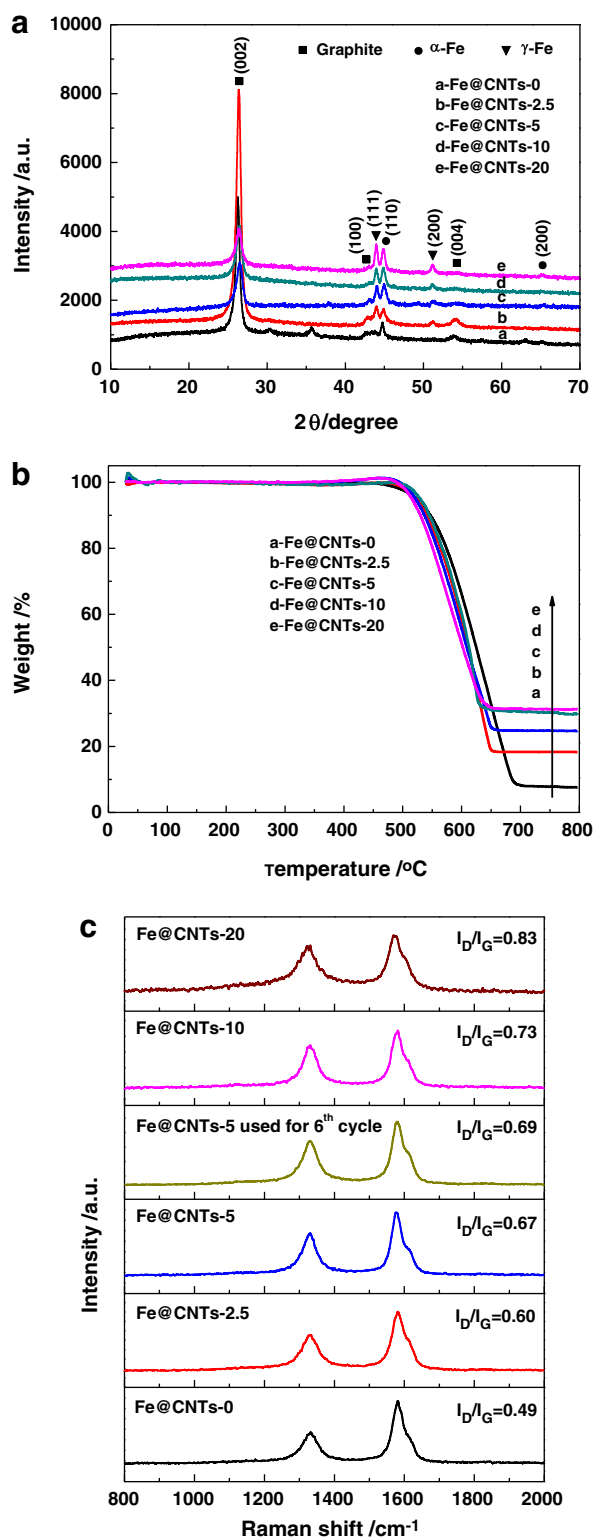 a
10000
8000
6000
4000
2000
0
Intensity /a.u.
(002)
■ Graphite ● α-Fe ▼ γ-Fe
a-Fe@CNTs-0
b-Fe@CNTs-2.5
c-Fe@CNTs-5
d-Fe@CNTs-10
e-Fe@CNTs-20
(100)
(111)
(110)
(200)
(004)
(200)
e
d
c
b
a
10 20 30 40 50 60 70
2θ/degree
b
100
80
60
40
20
0
Weight /%
a-Fe@CNTs-0
b-Fe@CNTs-2.5
c-Fe@CNTs-5
d-Fe@CNTs-10
e-Fe@CNTs-20
e
d
c
b
a
0 100 200 300 400 500 600 700 800
Temperature /ºC
c
Fe@CNTs-20 I_D/I_G=0.83
Fe@CNTs-10 I_D/I_G=0.73
Fe@CNTs-5 used for 6th cycle I_D/I_G=0.69
Fe@CNTs-5 I_D/I_G=0.67
Fe@CNTs-2.5 I_D/I_G=0.60
Fe@CNTs-0 I_D/I_G=0.49
Intensity /a.u.
800 1000 1200 1400 1600 1800 2000
Raman shift /cm-1